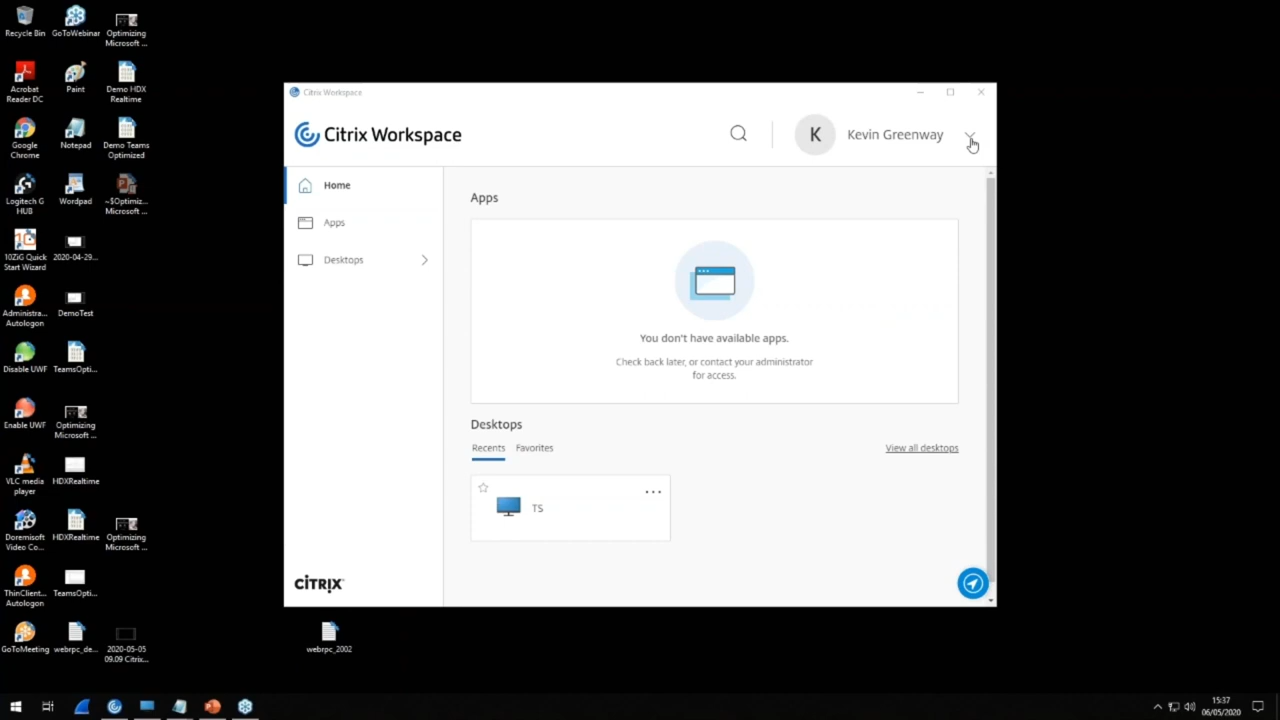 Recycle Bin
GoToWebinar
Optimizing
Microsoft ...
Acrobat
Reader DC
Paint
Demo HDX
Realtime
Google
Chrome
Notepad
Demo Teams
Optimized
Logitech G
HUB
Wordpad
~$Optimiz...
Microsoft ...
10ZiG Quick
Start Wizard
2020-04-29...
Administra...
Autologon
DemoTest
Disable UWF
TeamsOpti...
Enable UWF
Optimizing
Microsoft ...
VLC media
player
HDXRealtime
Doremisoft
Video Co...
HDXRealtime
Optimizing
Microsoft ...
ThinClient...
Autologon
TeamsOpti...
GoToMeeting
webrpc_de...
2020-05-05
09.09 Citrix...
webrpc_2002
Citrix Workspace
Citrix Workspace
K
Kevin Greenway
Home
Apps
Desktops
Apps
You don't have available apps.
Check back later, or contact your administrator
for access.
Desktops
Recents
Favorites
View all desktops
TS
CİTRIX
15:37
06/05/2020